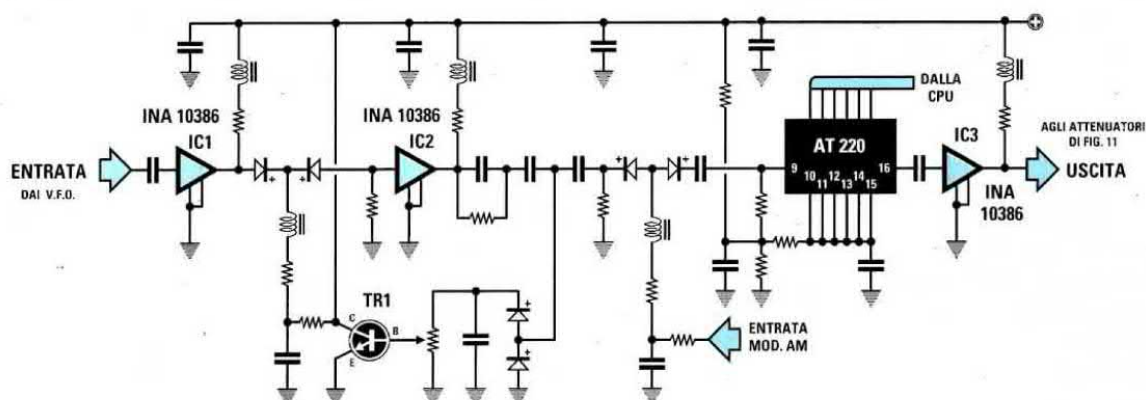 DALLA
CPU
INA 10386
IC1
INA 10386
IC2
AT 220
IC3
AGLI ATTENUATORI
DI FIG. 11
ENTRATA
DAI V.F.O.
9
10
11
12
13
14
15
16
USCITA
INA
10386
TR1
C
B
E
ENTRATA
MOD. AM